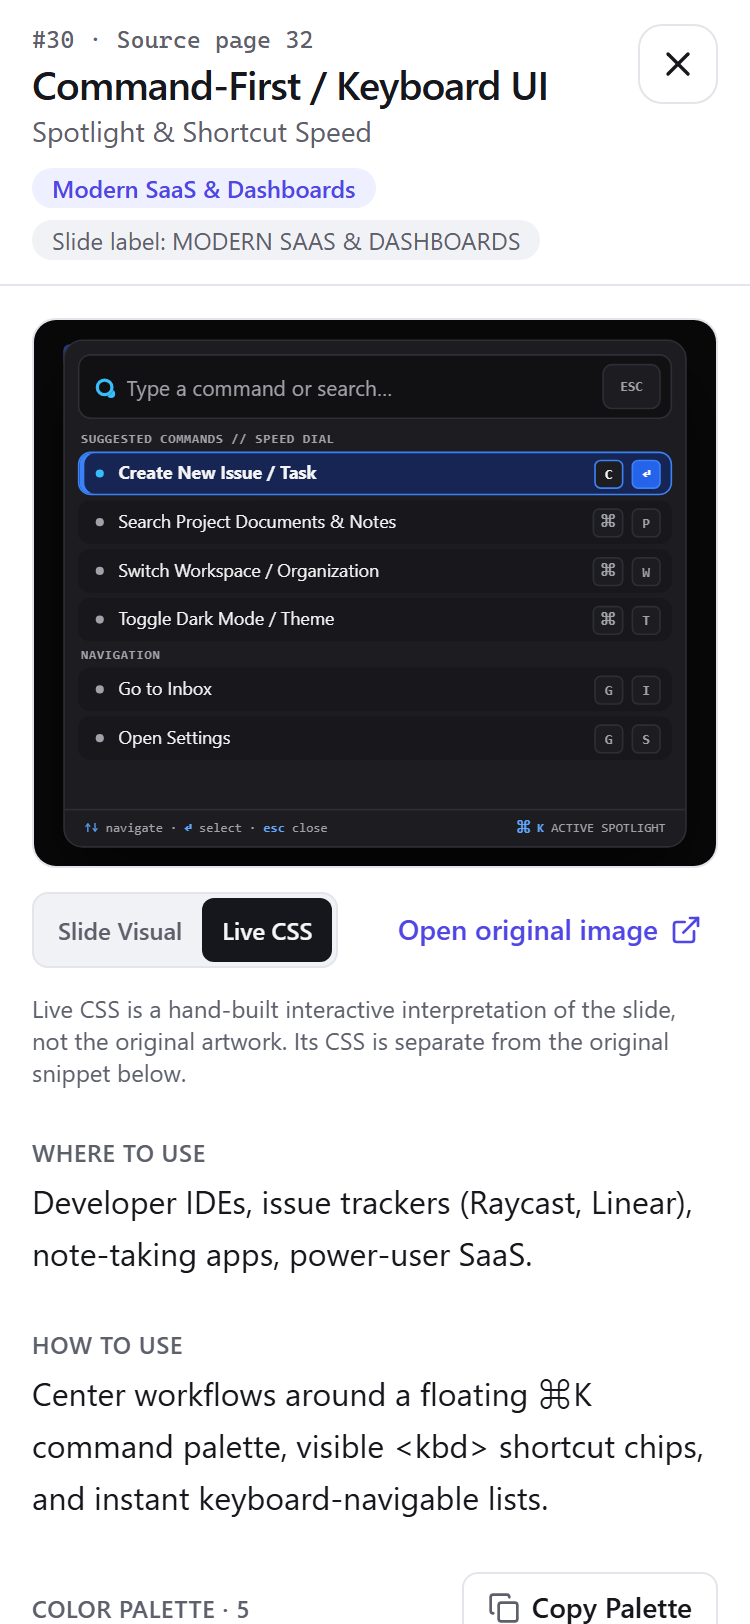 #30 · Source page 32
Command-First / Keyboard UI
Spotlight & Shortcut Speed
Modern SaaS & Dashboards
Slide label: MODERN SAAS & DASHBOARDS
Type a command or search... ESC
SUGGESTED COMMANDS // SPEED DIAL
Create New Issue / Task C ↵
Search Project Documents & Notes ⌘ P
Switch Workspace / Organization ⌘ W
Toggle Dark Mode / Theme ⌘ T
NAVIGATION
Go to Inbox G I
Open Settings G S
↑↓ navigate · ↵ select · esc close ⌘ K ACTIVE SPOTLIGHT
Slide Visual Live CSS Open original image
Live CSS is a hand-built interactive interpretation of the slide,
not the original artwork. Its CSS is separate from the original
snippet below.
WHERE TO USE
Developer IDEs, issue trackers (Raycast, Linear),
note-taking apps, power-user SaaS.
HOW TO USE
Center workflows around a floating ⌘K
command palette, visible <kbd> shortcut chips,
and instant keyboard-navigable lists.
COLOR PALETTE · 5 Copy Palette